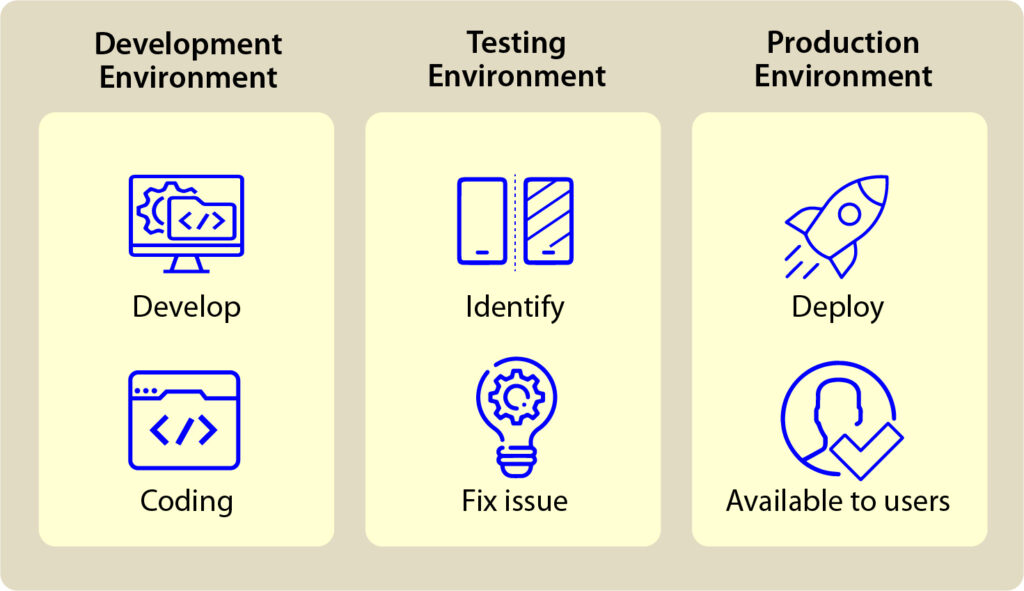 Development
Environment
Develop
Coding
Testing
Environment
Identify
Fix issue
Production
Environment
Deploy
Available to users